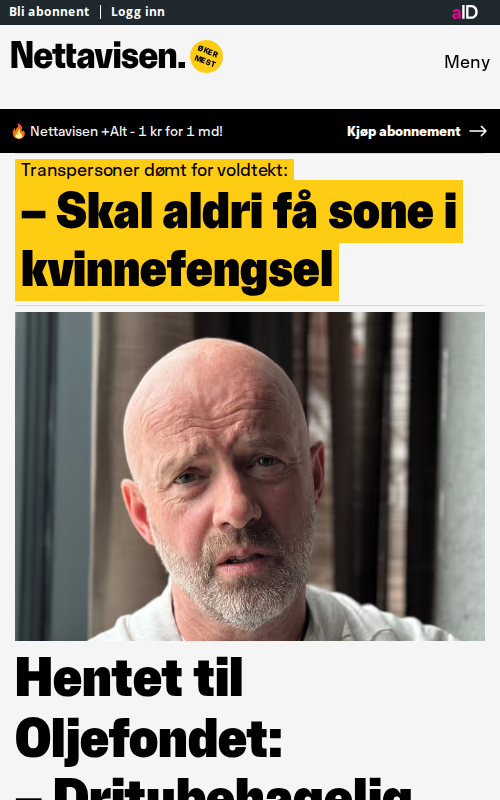 Bli abonnent | Logg inn
aID
Nettavisen.
ØKER
MEST
Meny
🔥 Nettavisen +Alt - 1 kr for 1 md!
Kjøp abonnement →
Transpersoner dømt for voldtekt:
– Skal aldri få sone i
kvinnefengsel
Hentet til
Oljefondet:
– Dritubehagelig